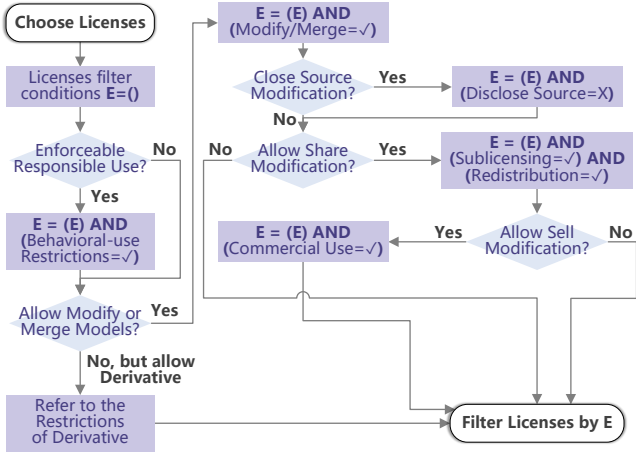 Choose Licenses
Licenses filter
conditions E=()
Enforceable
Responsible Use?
No
Yes
E = (E) AND
(Behavioral-use
Restrictions=✓)
Allow Modify or
Merge Models?
Yes
No, but allow
Derivative
Refer to the
Restrictions
of Derivative
E = (E) AND
(Modify/Merge=✓)
Close Source
Modification?
Yes
E = (E) AND
(Disclose Source=X)
No
No
Allow Share
Modification?
Yes
E = (E) AND
(Sublicensing=✓) AND
(Redistribution=✓)
Allow Sell
Modification?
No
Yes
E = (E) AND
(Commercial Use=✓)
Filter Licenses by E